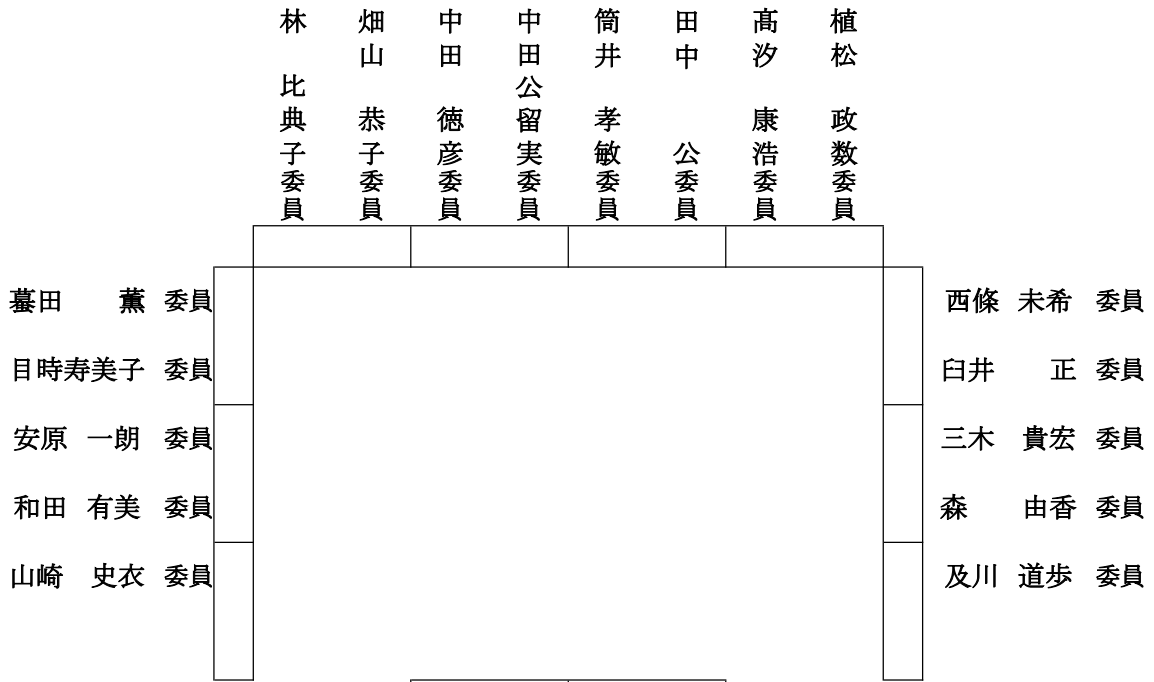 林 比典子委員
畑山 恭子委員
中田 徳彦委員
中田公留実委員
筒井 孝敏委員
田中 公委員
髙汐 康浩委員
植松 政数委員
蟇田 薫 委員
目時寿美子 委員
安原 一朗 委員
和田 有美 委員
山崎 史衣 委員
西條 未希 委員
臼井 正 委員
三木 貴宏 委員
森 由香 委員
及川 道歩 委員